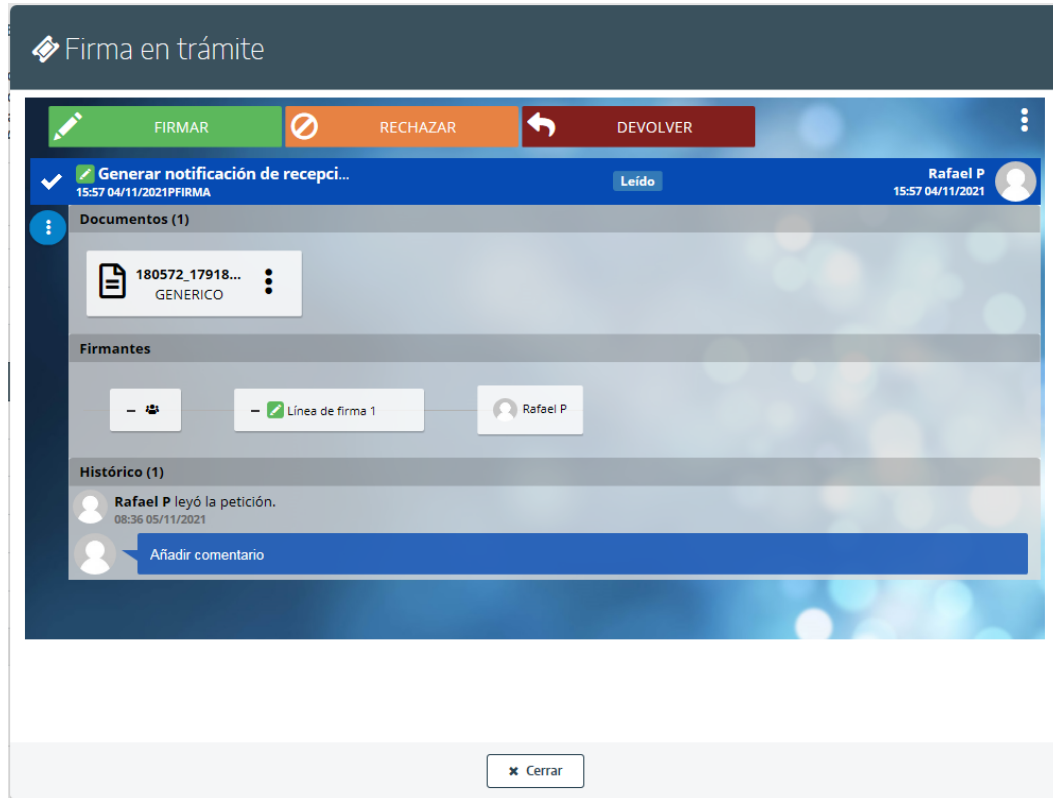 Firma en trámite
FIRMAR
RECHAZAR
DEVOLVER
Generar notificación de recepci...
15:57 04/11/2021PFIRMA
Leído
Rafael P
15:57 04/11/2021
Documentos (1)
180572_17918...
GENERICO
Firmantes
Línea de firma 1
Rafael P
Histórico (1)
Rafael P leyó la petición.
08:36 05/11/2021
Añadir comentario
Cerrar